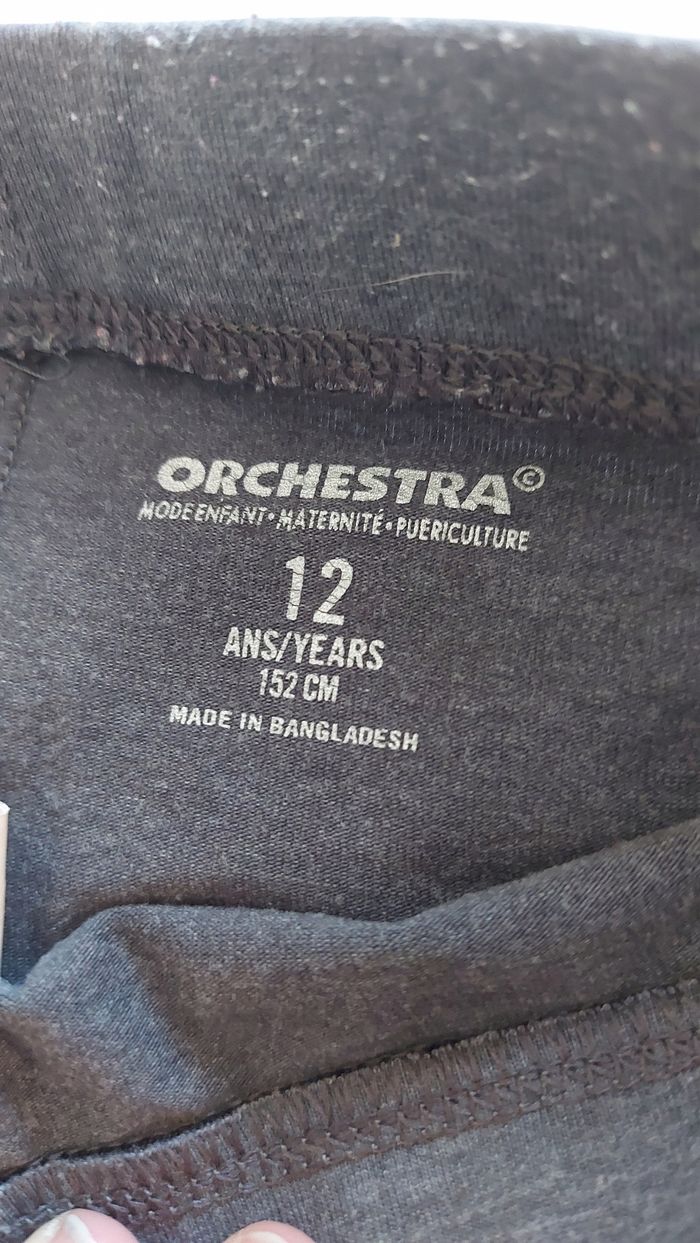 ORCHESTRA©
MODE ENFANT • MATERNITÉ • PUERICULTURE
12
ANS/YEARS
152 CM
MADE IN BANGLADESH